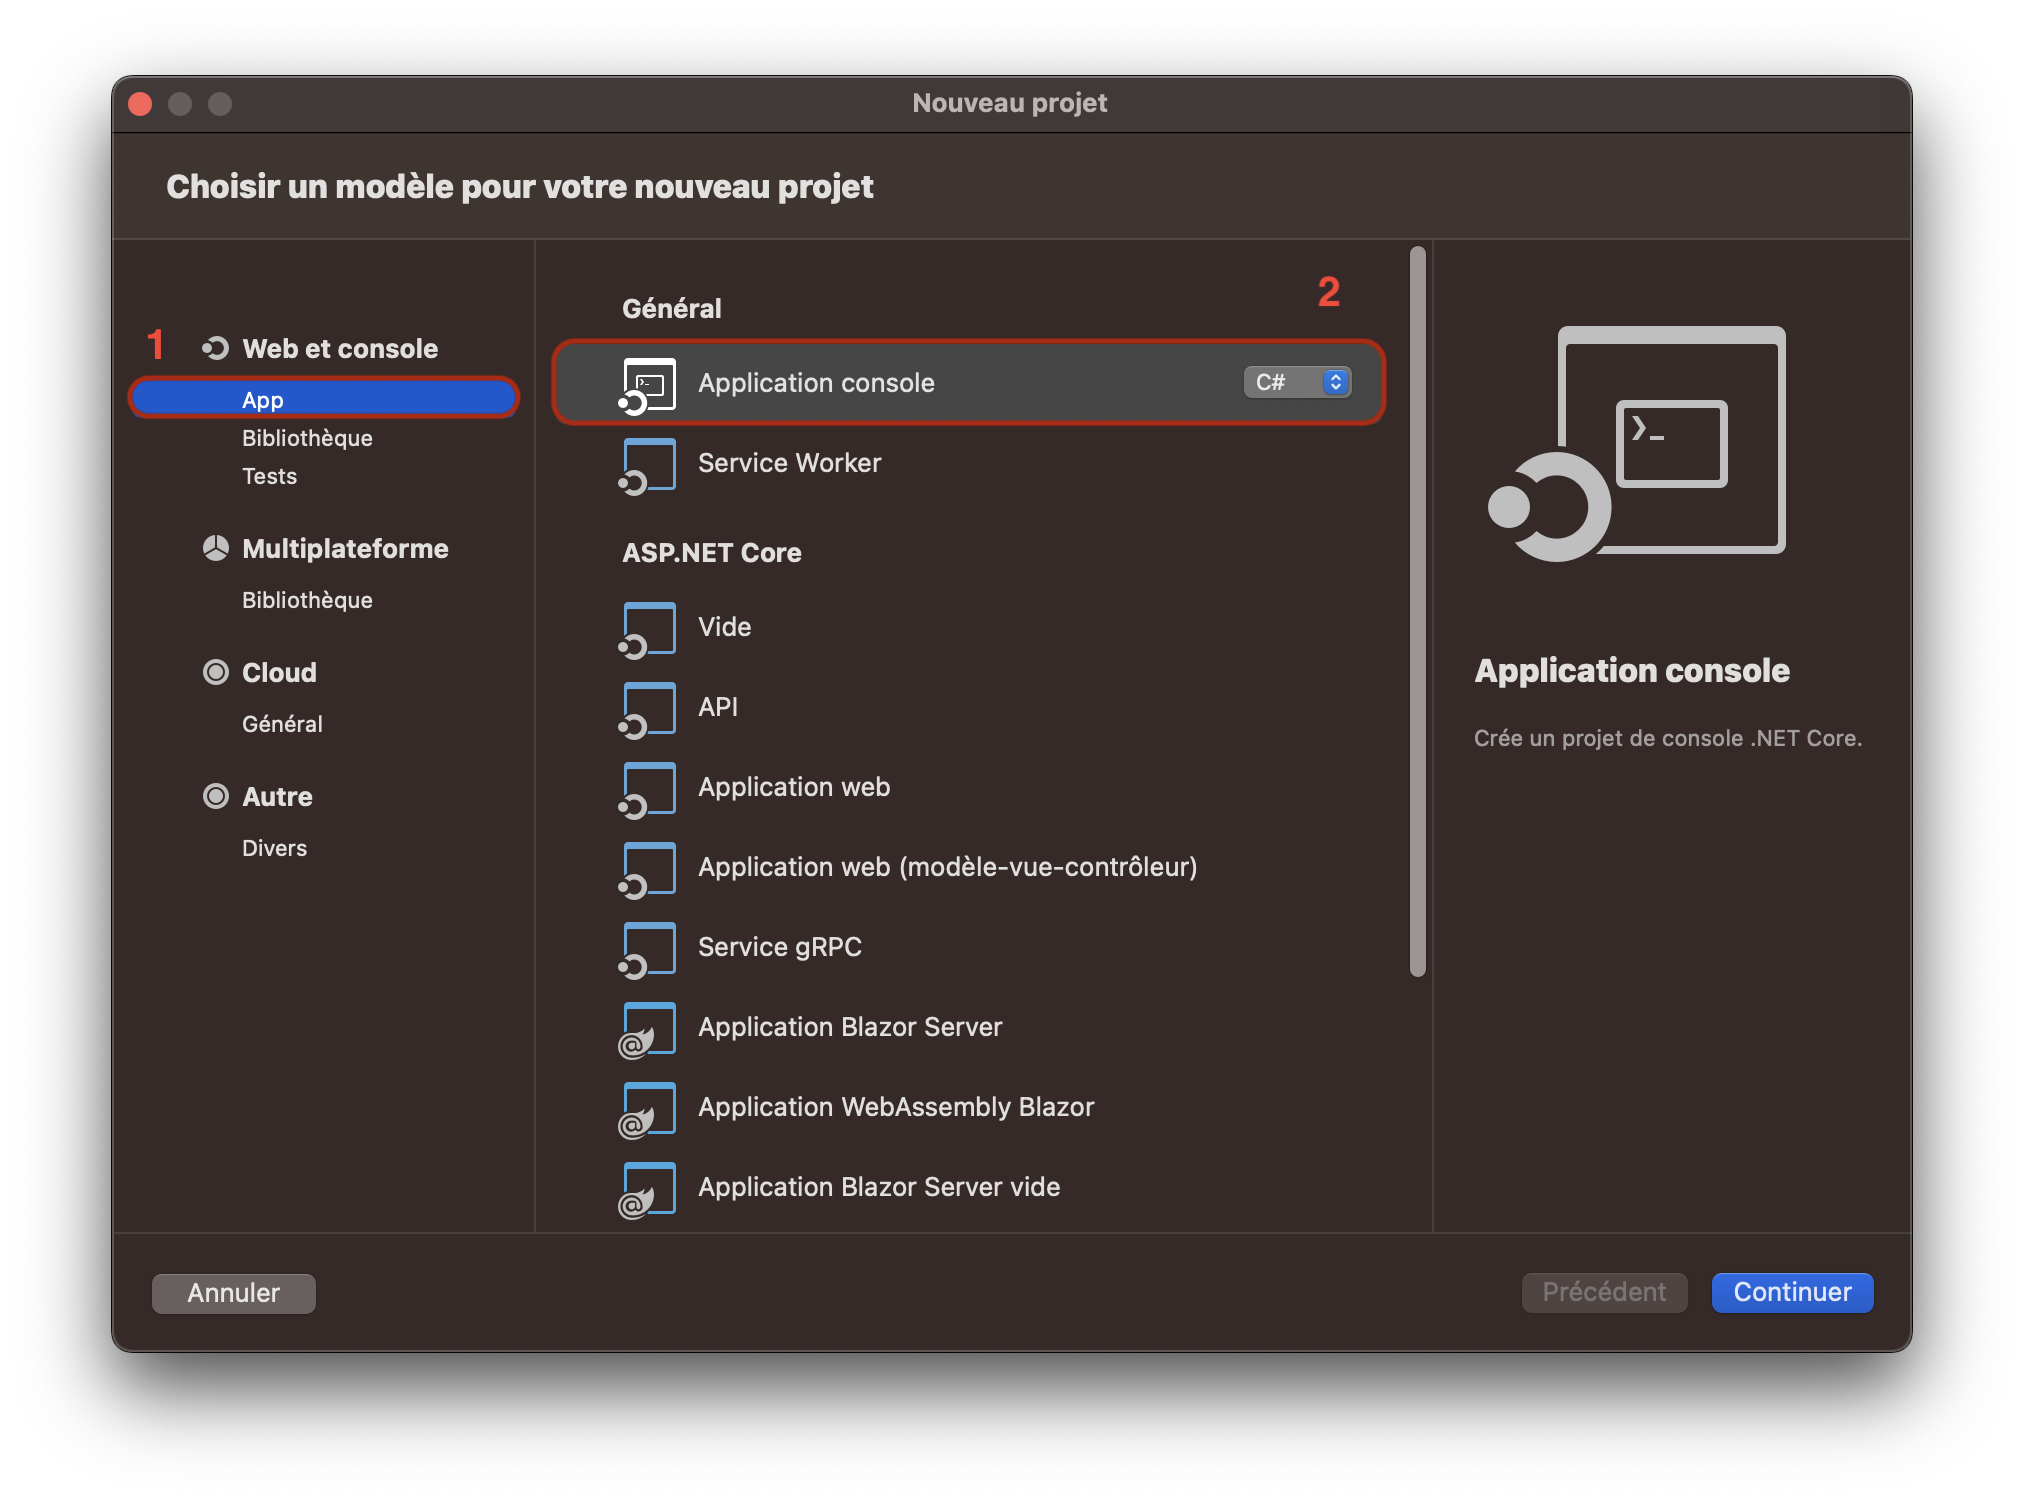 Nouveau projet
Choisir un modèle pour votre nouveau projet
1
Web et console
App
Bibliothèque
Tests
Multiplateforme
Bibliothèque
Cloud
Général
Autre
Divers
Général
2
Application console
C#
Service Worker
ASP.NET Core
Vide
API
Application web
Application web (modèle-vue-contrôleur)
Service gRPC
Application Blazor Server
Application WebAssembly Blazor
Application Blazor Server vide
Application console
Crée un projet de console .NET Core.
Annuler
Précédent
Continuer